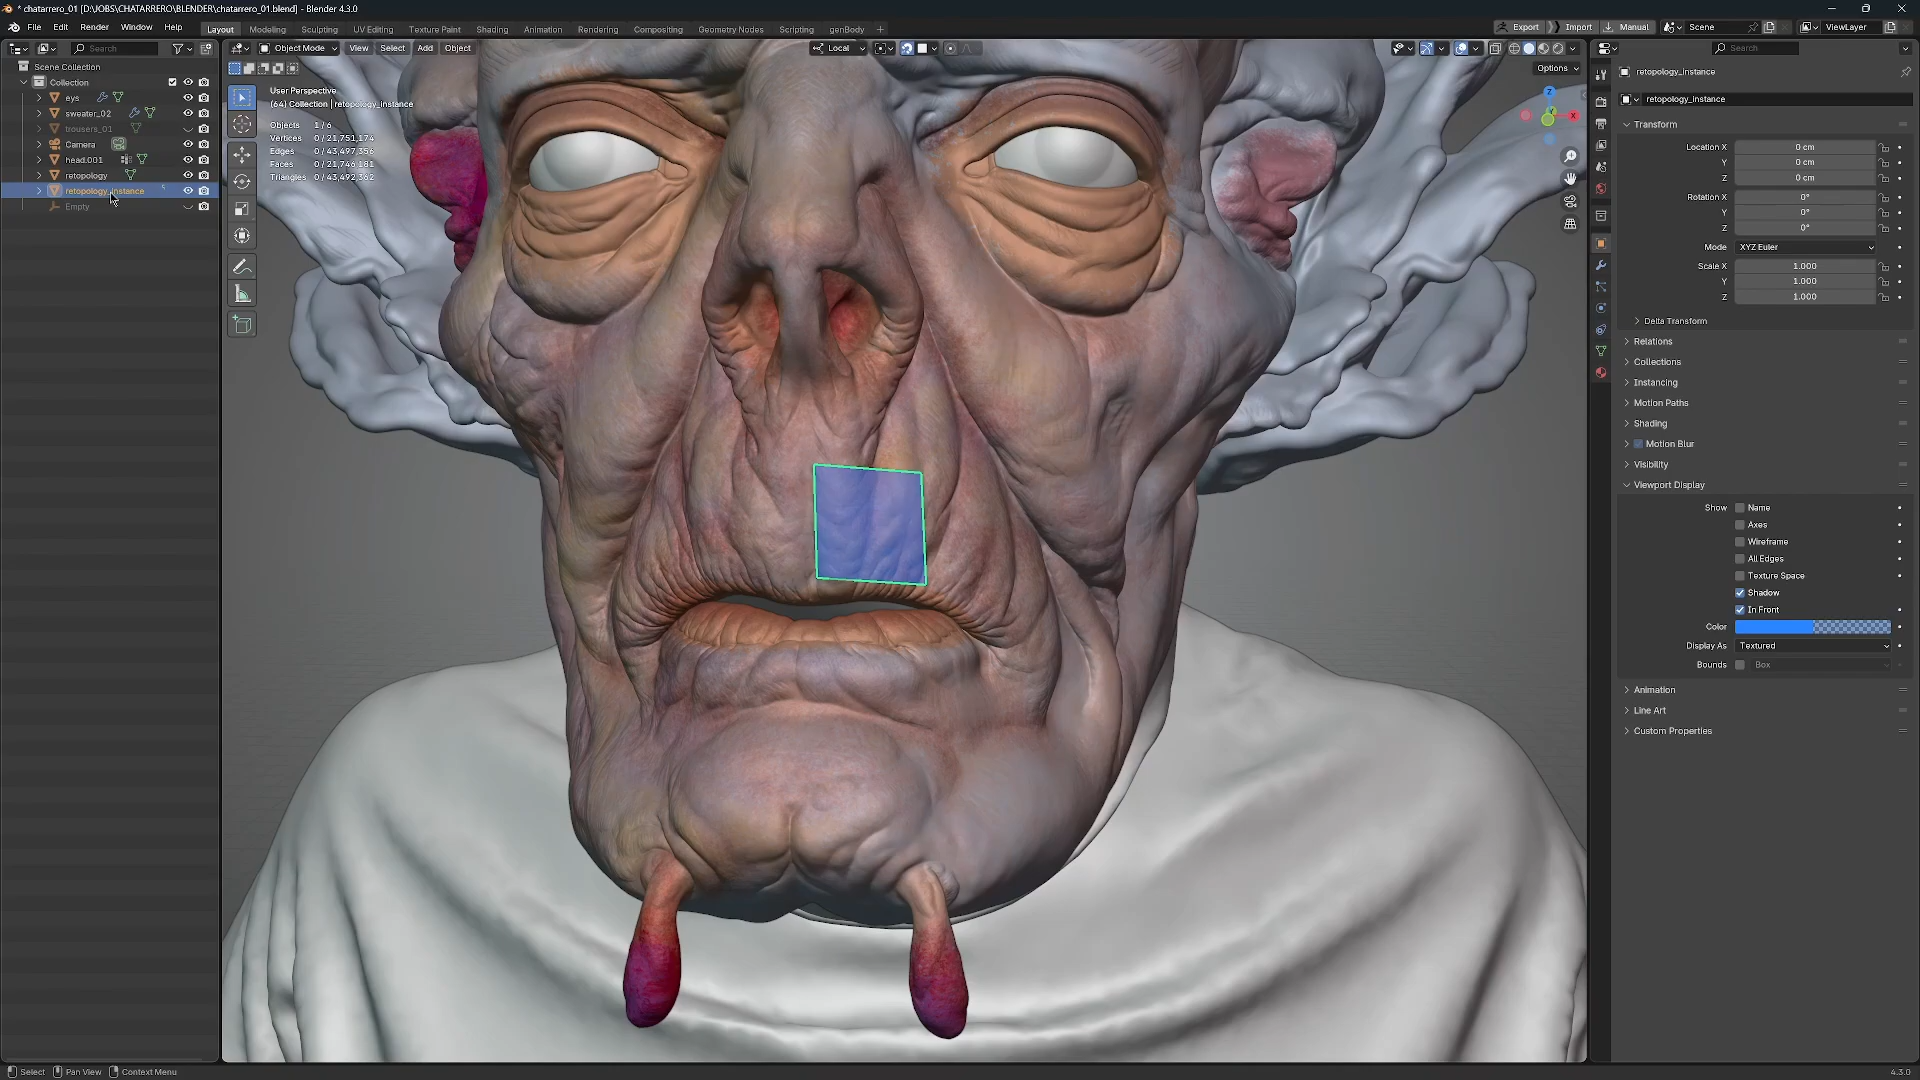 * chatarrero_01 [D:\JOBS\CHATARRERO\BLENDER\chatarrero_01.blend] - Blender 4.3.0
File Edit Render Window Help Layout Modeling Sculpting UV Editing Texture Paint Shading Animation Rendering Compositing Geometry Nodes Scripting genBody + Export Import Manual Scene ViewLayer
Search Object Mode View Select Add Object Local Search
Options
Scene Collection
Collection
eys
sweater_02
trousers_01
Camera
head.001
retopology
retopology_instance
Empty
User Perspective
(64) Collection | retopology_instance
Objects 1/6
Vertices 0/21,751,174
Edges 0/43,497,356
Faces 0/21,746,181
Triangles 0/43,492,362
Z
Y
X
retopology_instance
retopology_instance
Transform
Location X 0 cm
Y 0 cm
Z 0 cm
Rotation X 0°
Y 0°
Z 0°
Mode XYZ Euler
Scale X 1.000
Y 1.000
Z 1.000
Delta Transform
Relations
Collections
Instancing
Motion Paths
Shading
Motion Blur
Visibility
Viewport Display
Show Name
Axes
Wireframe
All Edges
Texture Space
Shadow
In Front
Color
Display As Textured
Bounds Box
Animation
Line Art
Custom Properties
Select Pan View Context Menu 4.3.0